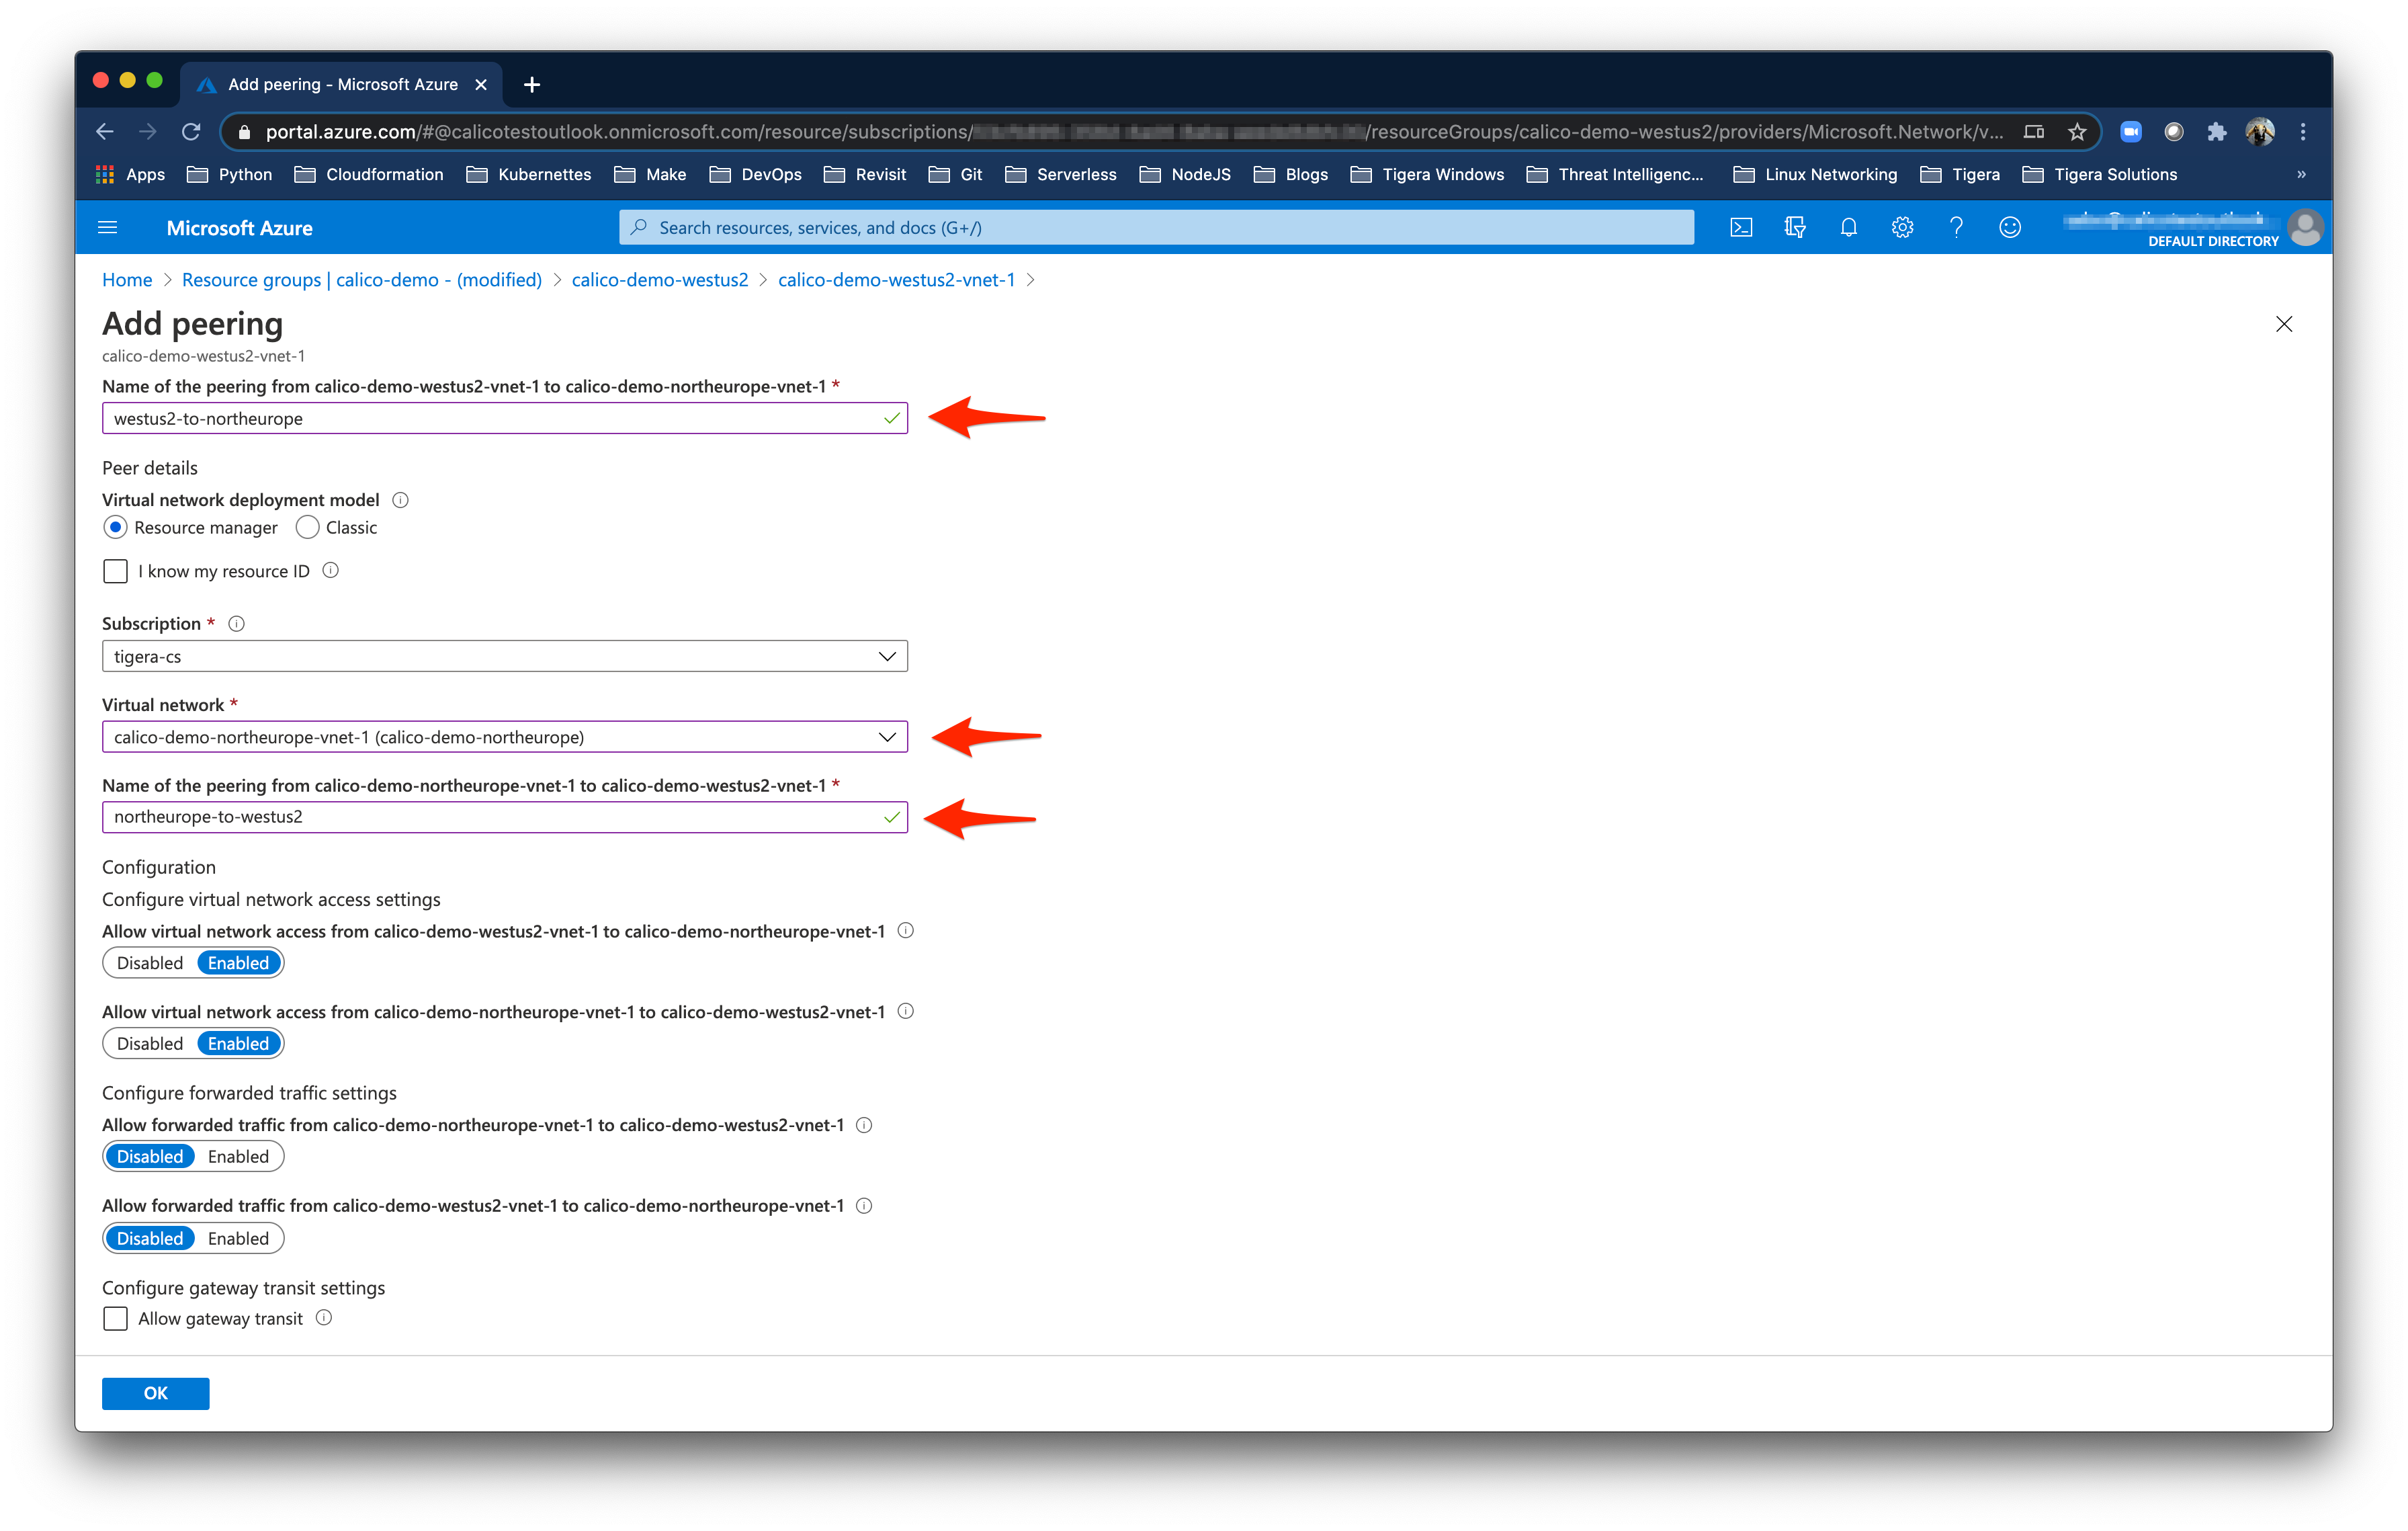 Add peering - Microsoft Azure
portal.azure.com/#@calicotestoutlook.onmicrosoft.com/resource/subscriptions/ /resourceGroups/calico-demo-westus2/providers/Microsoft.Network/v...
Apps Python Cloudformation Kubernettes Make DevOps Revisit Git Serverless NodeJS Blogs Tigera Windows Threat Intelligenc... Linux Networking Tigera Tigera Solutions »
Microsoft Azure Search resources, services, and docs (G+/)
DEFAULT DIRECTORY
Home > Resource groups | calico-demo - (modified) > calico-demo-westus2 > calico-demo-westus2-vnet-1 >
Add peering
calico-demo-westus2-vnet-1
Name of the peering from calico-demo-westus2-vnet-1 to calico-demo-northeurope-vnet-1 *
westus2-to-northeurope
Peer details
Virtual network deployment model
Resource manager Classic
I know my resource ID
Subscription *
tigera-cs
Virtual network *
calico-demo-northeurope-vnet-1 (calico-demo-northeurope)
Name of the peering from calico-demo-northeurope-vnet-1 to calico-demo-westus2-vnet-1 *
northeurope-to-westus2
Configuration
Configure virtual network access settings
Allow virtual network access from calico-demo-westus2-vnet-1 to calico-demo-northeurope-vnet-1
Disabled Enabled
Allow virtual network access from calico-demo-northeurope-vnet-1 to calico-demo-westus2-vnet-1
Disabled Enabled
Configure forwarded traffic settings
Allow forwarded traffic from calico-demo-northeurope-vnet-1 to calico-demo-westus2-vnet-1
Disabled Enabled
Allow forwarded traffic from calico-demo-westus2-vnet-1 to calico-demo-northeurope-vnet-1
Disabled Enabled
Configure gateway transit settings
Allow gateway transit
OK